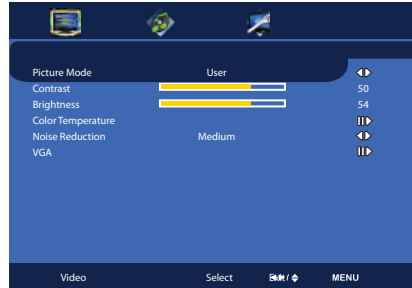 Picture Mode User
Contrast 50
Brightness 54
Color Temperature
Noise Reduction Medium
VGA
Video Select / MENU